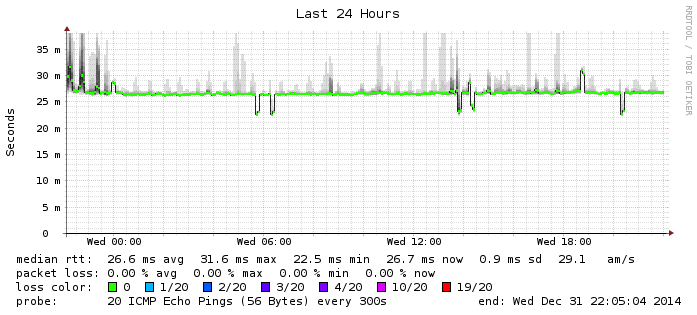 Last 24 Hours
RRDTOOL / TOBI OETIKER
Seconds
35 m
30 m
25 m
20 m
15 m
10 m
5 m
0
Wed 00:00 Wed 06:00 Wed 12:00 Wed 18:00
median rtt: 26.6 ms avg 31.6 ms max 22.5 ms min 26.7 ms now 0.9 ms sd 29.1 am/s
packet loss: 0.00 % avg 0.00 % max 0.00 % min 0.00 % now
loss color: 0 1/20 2/20 3/20 4/20 10/20 19/20
probe: 20 ICMP Echo Pings (56 Bytes) every 300s end: Wed Dec 31 22:05:04 2014